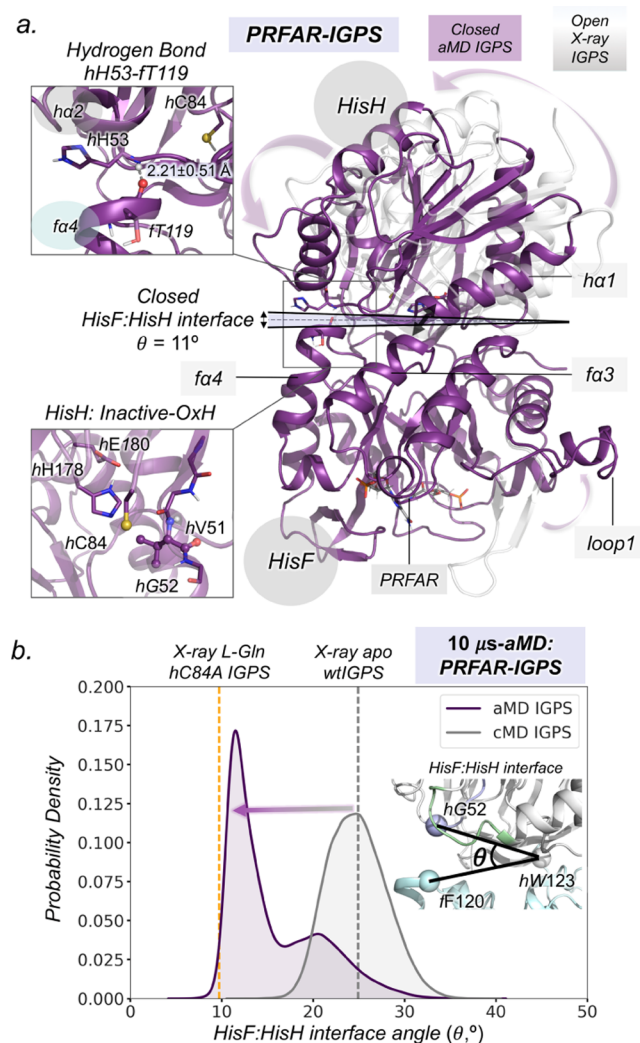 a.
Hydrogen Bond
hH53-fT119
PRFAR-IGPS
Closed
aMD IGPS
Open
X-ray
IGPS
HisH
hα2
hC84
hH53
2.21±0.51 Å
fα4
fT119
hα1
Closed
HisF:HisH interface
θ = 11º
fα4
fα3
HisH: Inactive-OxH
hE180
hH178
hV51
hC84
hG52
HisF
PRFAR
loop1
b.
X-ray L-Gln
hC84A IGPS
X-ray apo
wtIGPS
10 μs-aMD:
PRFAR-IGPS
0.200
0.175
0.150
0.125
0.100
0.075
0.050
0.025
0.000
Probability Density
aMD IGPS
cMD IGPS
HisF:HisH interface
hG52
θ
hW123
fF120
0
10
20
30
40
50
HisF:HisH interface angle (θ,º)